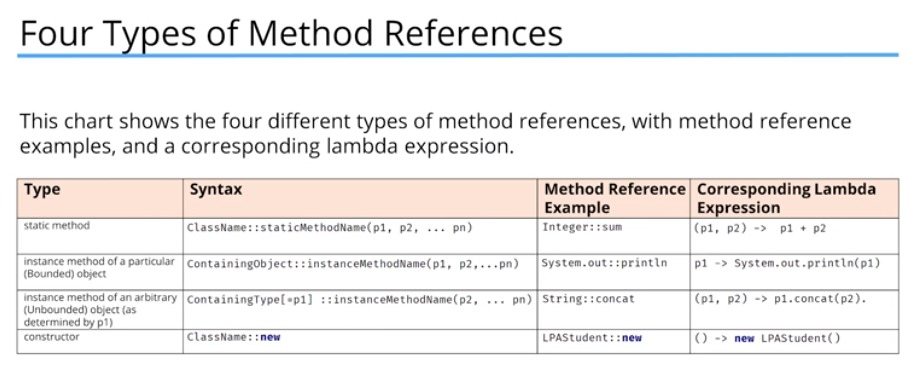 Four Types of Method References
This chart shows the four different types of method references, with method reference
examples, and a corresponding lambda expression.
Type
Syntax
Method Reference
Example
Corresponding Lambda
Expression
static method
ClassName::staticMethodName(p1, p2, ... pn)
Integer::sum
(p1, p2) -> p1 + p2
instance method of a particular
(Bounded) object
ContainingObject::instanceMethodName(p1, p2,...pn)
System.out::println
p1 -> System.out.println(p1)
instance method of an arbitrary
(Unbounded) object (as
determined by p1)
ContainingType[=p1] ::instanceMethodName(p2, ... pn)
String::concat
(p1, p2) -> p1.concat(p2).
constructor
ClassName::new
LPAStudent::new
() -> new LPAStudent()